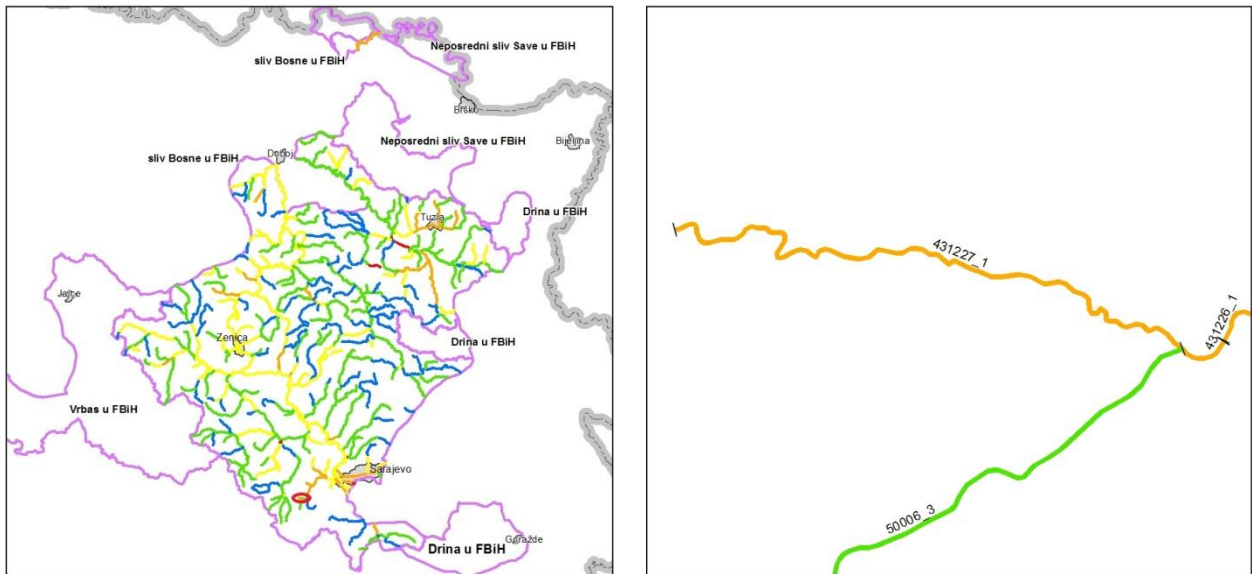 Neposredni sliv Save u FBiH
sliv Bosne u FBiH
Brčko
Bijeljina
Neposredni sliv Save u FBiH
Doboj
sliv Bosne u FBiH
Tuzla
Drina u FBiH
Jajce
Zenica
Drina u FBiH
Vrbas u FBiH
Sarajevo
Goražde
Drina u FBiH
431227_1
431226_1
50006_3